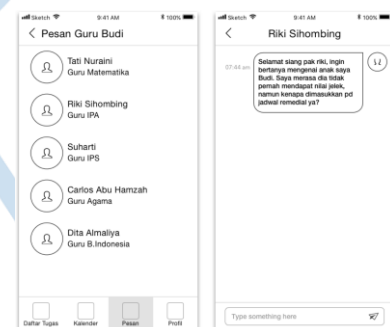 Sketch
9:41 AM
100%
Pesan Guru Budi
Tati Nuraini
Guru Matematika
Riki Sihombing
Guru IPA
Suharti
Guru IPS
Carlos Abu Hamzah
Guru Agama
Dita Almaliya
Guru B.Indonesia
Daftar Tugas
Kalender
Pesan
Profil
Sketch
9:41 AM
100%
Riki Sihombing
07:44 am
Selamat siang pak riki, ingin
bertanya mengenai anak saya
Budi. Saya merasa dia tidak
pernah mendapat nilai jelek,
namun kenapa dimasukkan pd
jadwal remedial ya?
Type something here